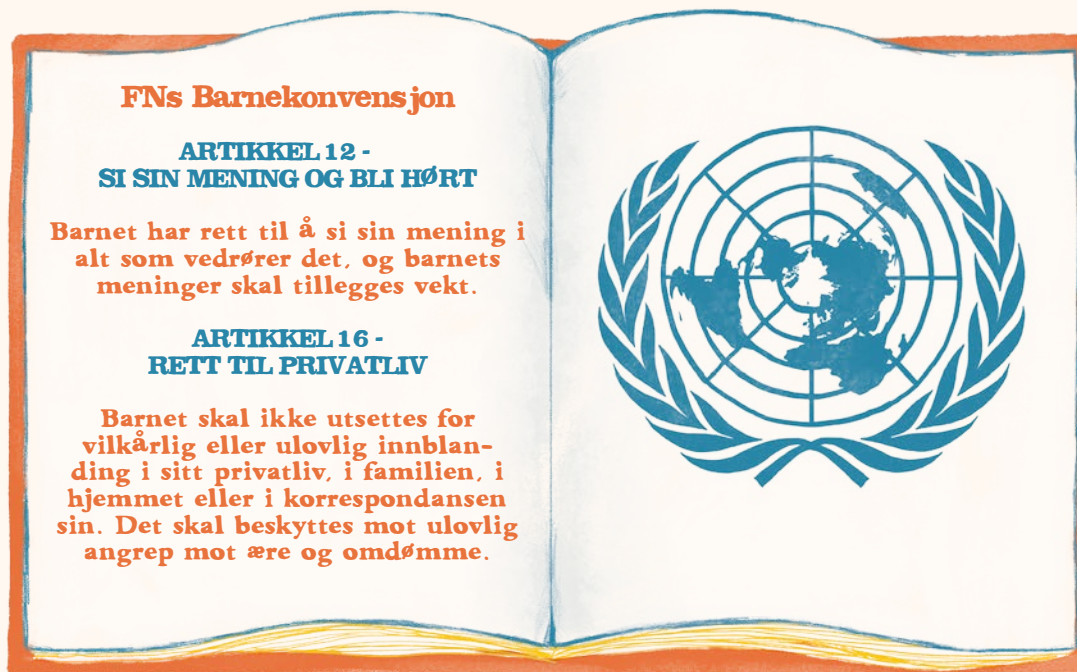 FNs Barnekonvensjon
ARTIKKEL 12 -
SI SIN MENING OG BLI HØRT
Barnet har rett til å si sin mening i
alt som vedrører det, og barnets
meninger skal tillegges vekt.
ARTIKKEL 16 -
RETT TIL PRIVATLIV
Barnet skal ikke utsettes for
vilkårlig eller ulovlig innblan-
ding i sitt privatliv, i familien, i
hjemmet eller i korrespondansen
sin. Det skal beskyttes mot ulovlig
angrep mot ære og omdømme.